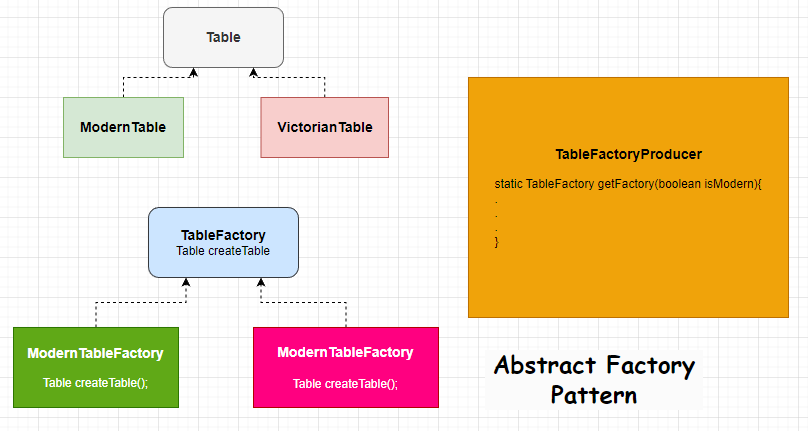 Table
ModernTable
VictorianTable
TableFactoryProducer
static TableFactory getFactory(boolean isModern){
.
.
.
}
TableFactory
Table createTable
ModernTableFactory
Table createTable();
ModernTableFactory
Table createTable();
Abstract Factory
Pattern